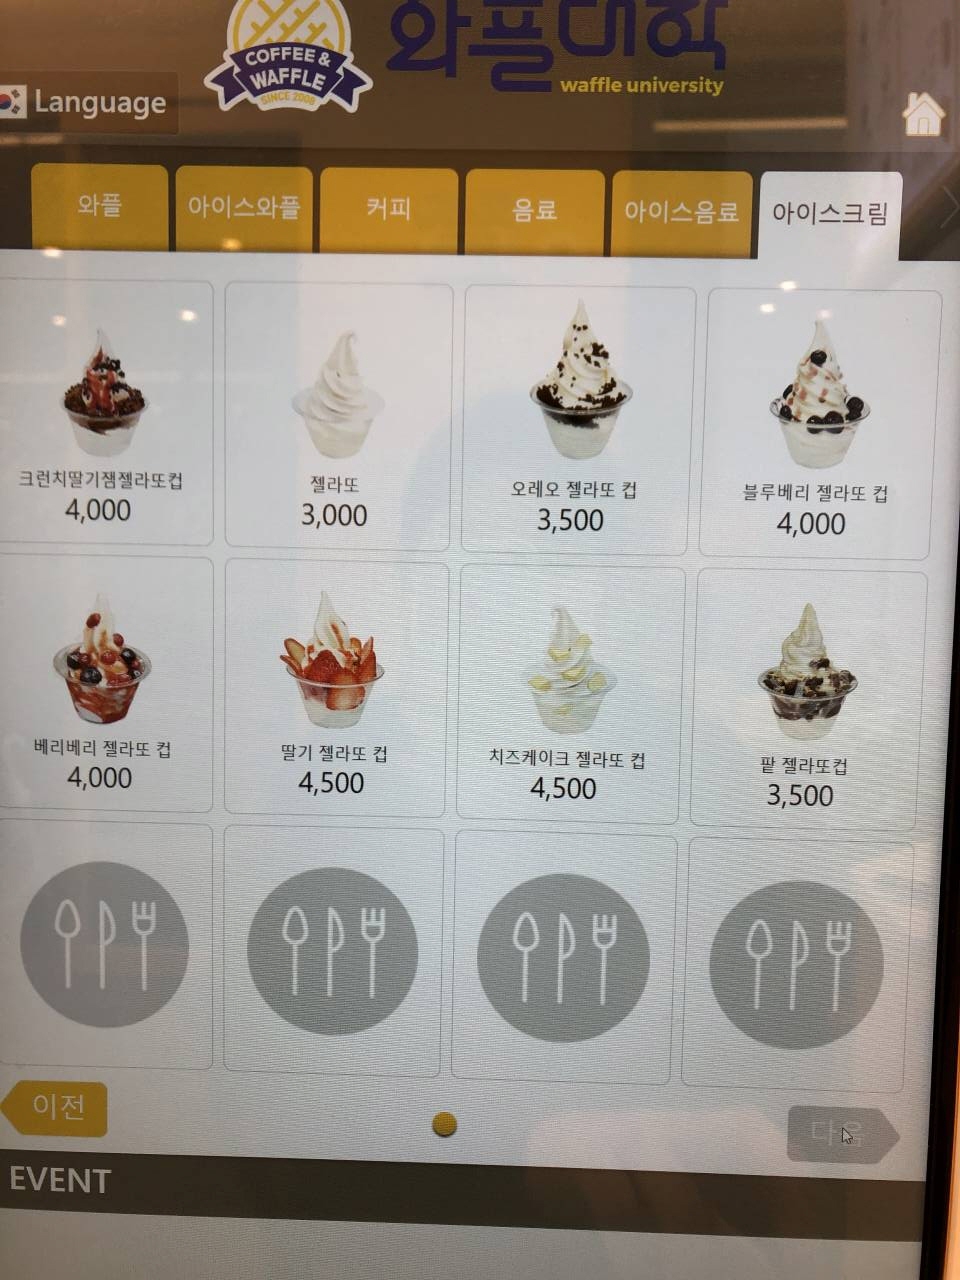 COFFEE &
WAFFLE
SINCE 2008
와플대학
waffle university
Language
와플
아이스와플
커피
음료
아이스음료
아이스크림
크런치딸기잼젤라또컵
4,000
젤라또
3,000
오레오 젤라또 컵
3,500
블루베리 젤라또 컵
4,000
베리베리 젤라또 컵
4,000
딸기 젤라또 컵
4,500
치즈케이크 젤라또 컵
4,500
팥 젤라또컵
3,500
이전
다음
EVENT